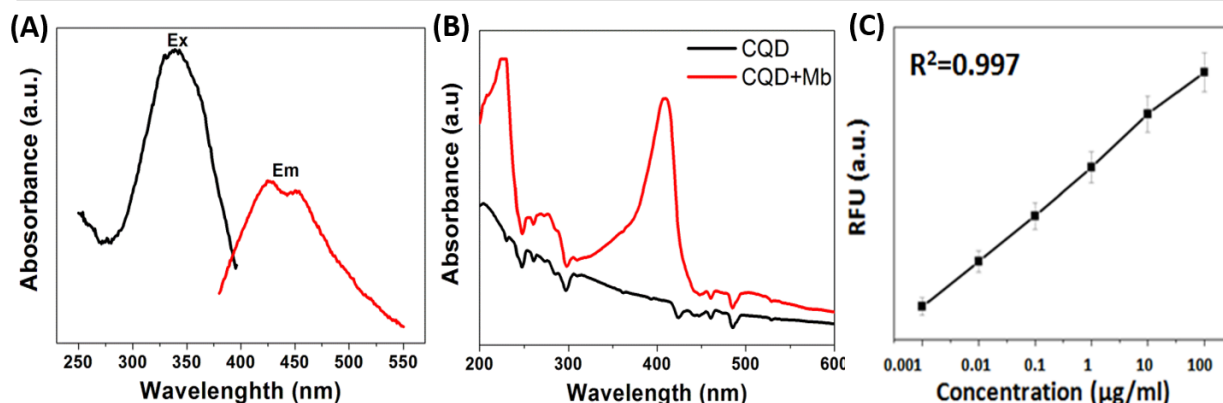 (A)
Ex
Em
Abosorbance (a.u.)
250 300 350 400 450 500 550
Wavelenghth (nm)
(B)
CQD
CQD+Mb
Absorbance (a.u)
200 300 400 500 600
Wavelength (nm)
(C)
R²=0.997
RFU (a.u.)
0.001 0.01 0.1 1 10 100
Concentration (µg/ml)